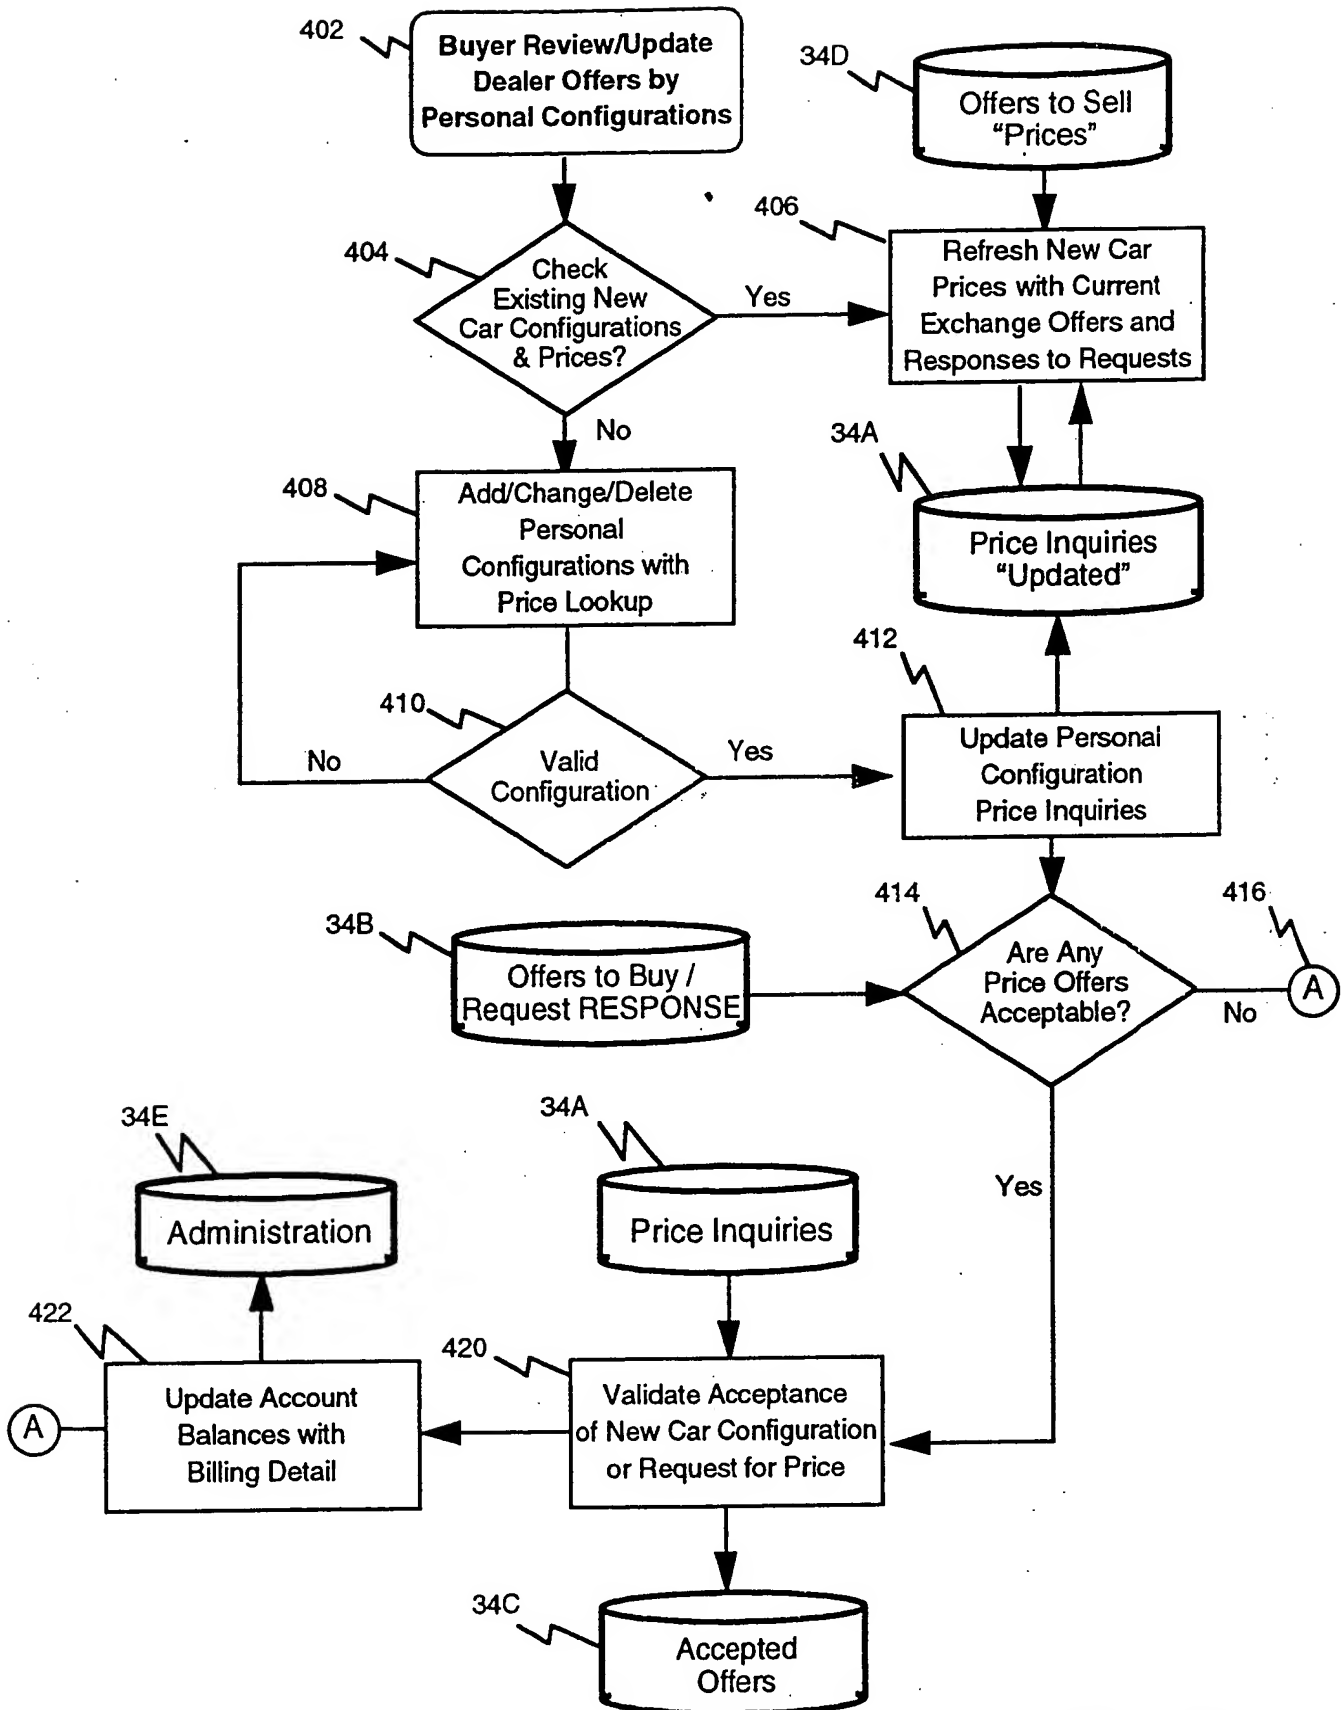 402
Buyer Review/Update
Dealer Offers by
Personal Configurations
34D
Offers to Sell
“Prices”
404
Check
Existing New
Car Configurations
& Prices?
Yes
406
Refresh New Car
Prices with Current
Exchange Offers and
Responses to Requests
No
34A
Price Inquiries
“Updated”
408
Add/Change/Delete
Personal
Configurations with
Price Lookup
410
Valid
Configuration
No
Yes
412
Update Personal
Configuration
Price Inquiries
34B
Offers to Buy /
Request RESPONSE
414
Are Any
Price Offers
Acceptable?
416
A
No
Yes
34E
Administration
34A
Price Inquiries
422
Update Account
Balances with
Billing Detail
A
420
Validate Acceptance
of New Car Configuration
or Request for Price
34C
Accepted
Offers